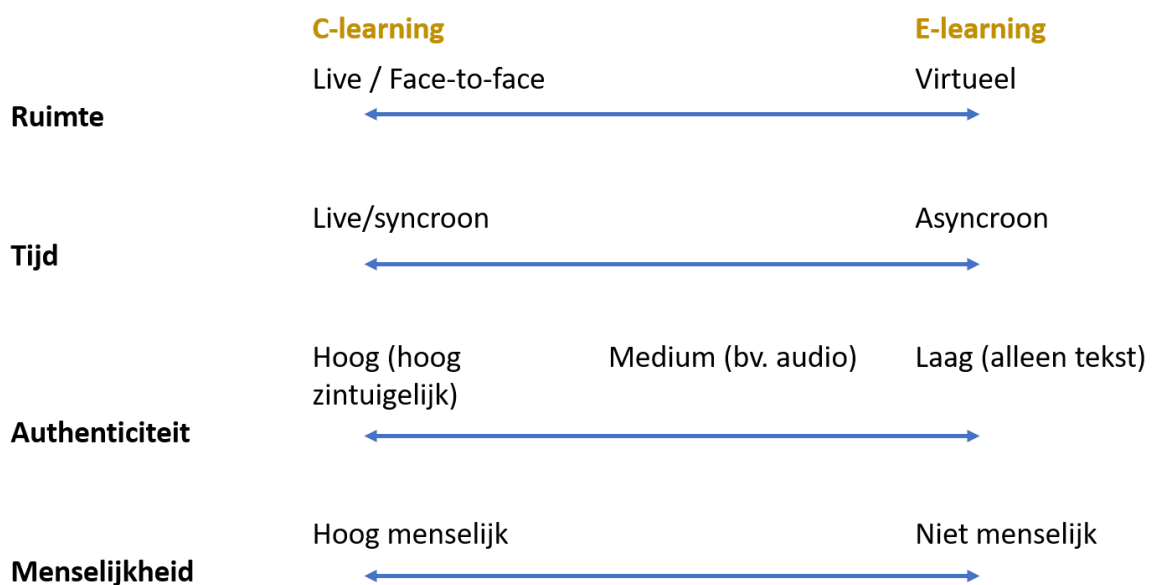 C-learning E-learning
Live / Face-to-face Virtueel
Ruimte
Live/syncroon Asyncroon
Tijd
Hoog (hoog Medium (bv. audio) Laag (alleen tekst)
zintuigelijk)
Authenticiteit
Hoog menselijk Niet menselijk
Menselijkheid